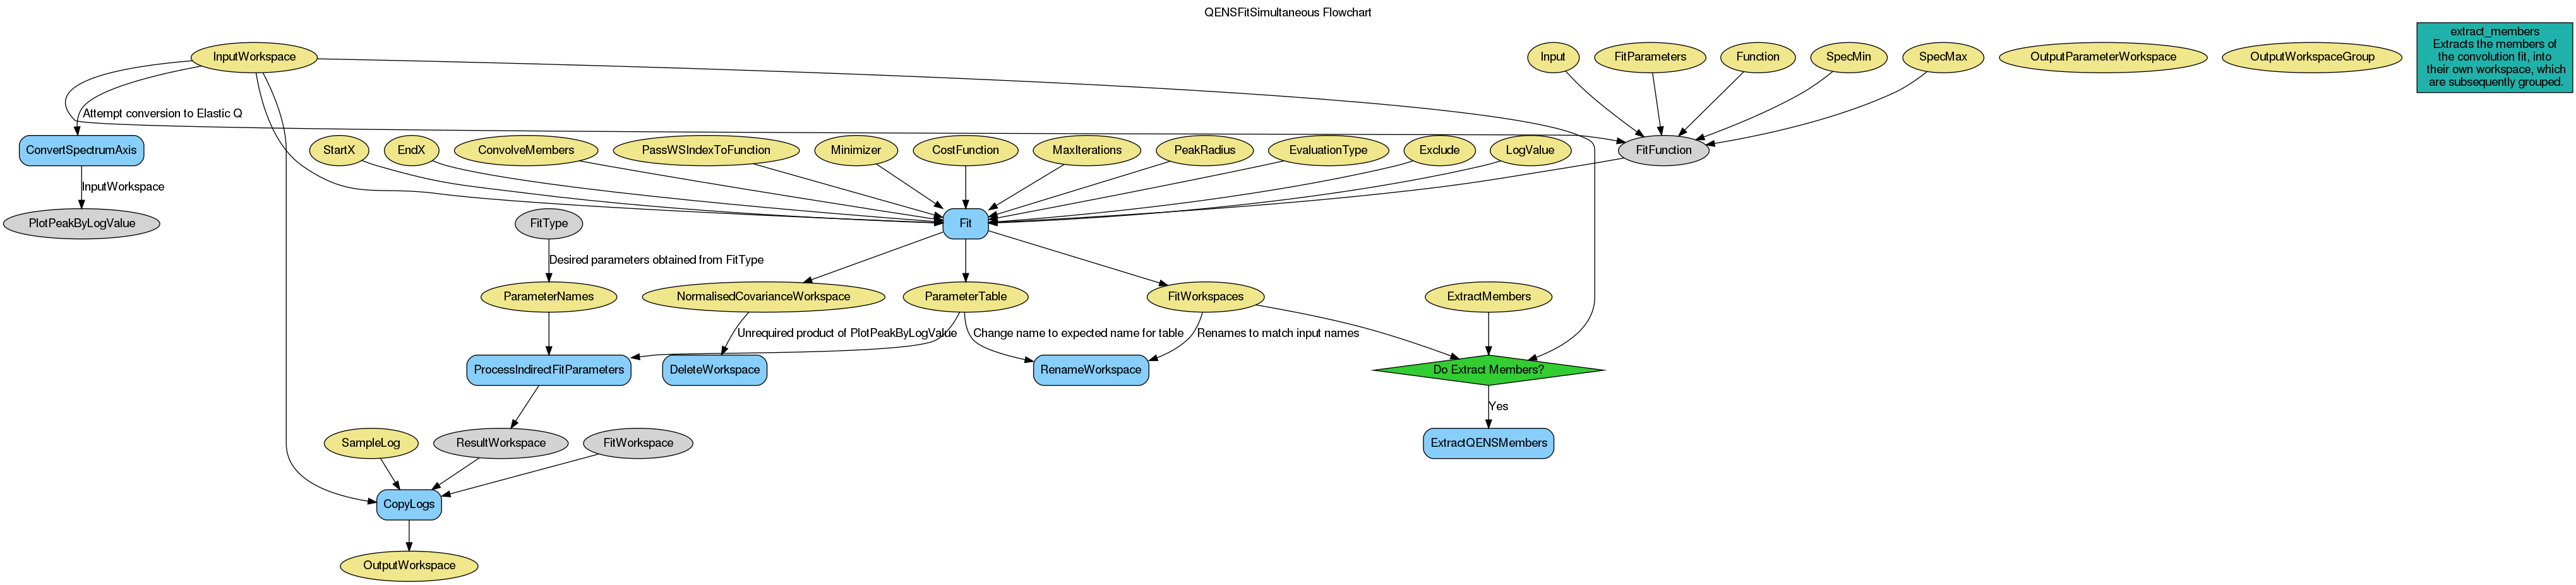 QENSFitSimultaneous Flowchart
extract_members
Extracts the members of
the convolution fit, into
their own workspace, which
are subsequently grouped.
InputWorkspace
Input
FitParameters
Function
SpecMin
SpecMax
OutputParameterWorkspace
OutputWorkspaceGroup
Attempt conversion to Elastic Q
ConvertSpectrumAxis
StartX
EndX
ConvolveMembers
PassWSIndexToFunction
Minimizer
CostFunction
MaxIterations
PeakRadius
EvaluationType
Exclude
LogValue
FitFunction
InputWorkspace
PlotPeakByLogValue
FitType
Fit
Desired parameters obtained from FitType
ParameterNames
NormalisedCovarianceWorkspace
ParameterTable
FitWorkspaces
ExtractMembers
Unrequired product of PlotPeakByLogValue
Change name to expected name for table
Renames to match input names
ProcessIndirectFitParameters
DeleteWorkspace
RenameWorkspace
Do Extract Members?
Yes
SampleLog
ResultWorkspace
FitWorkspace
ExtractQENSMembers
CopyLogs
OutputWorkspace